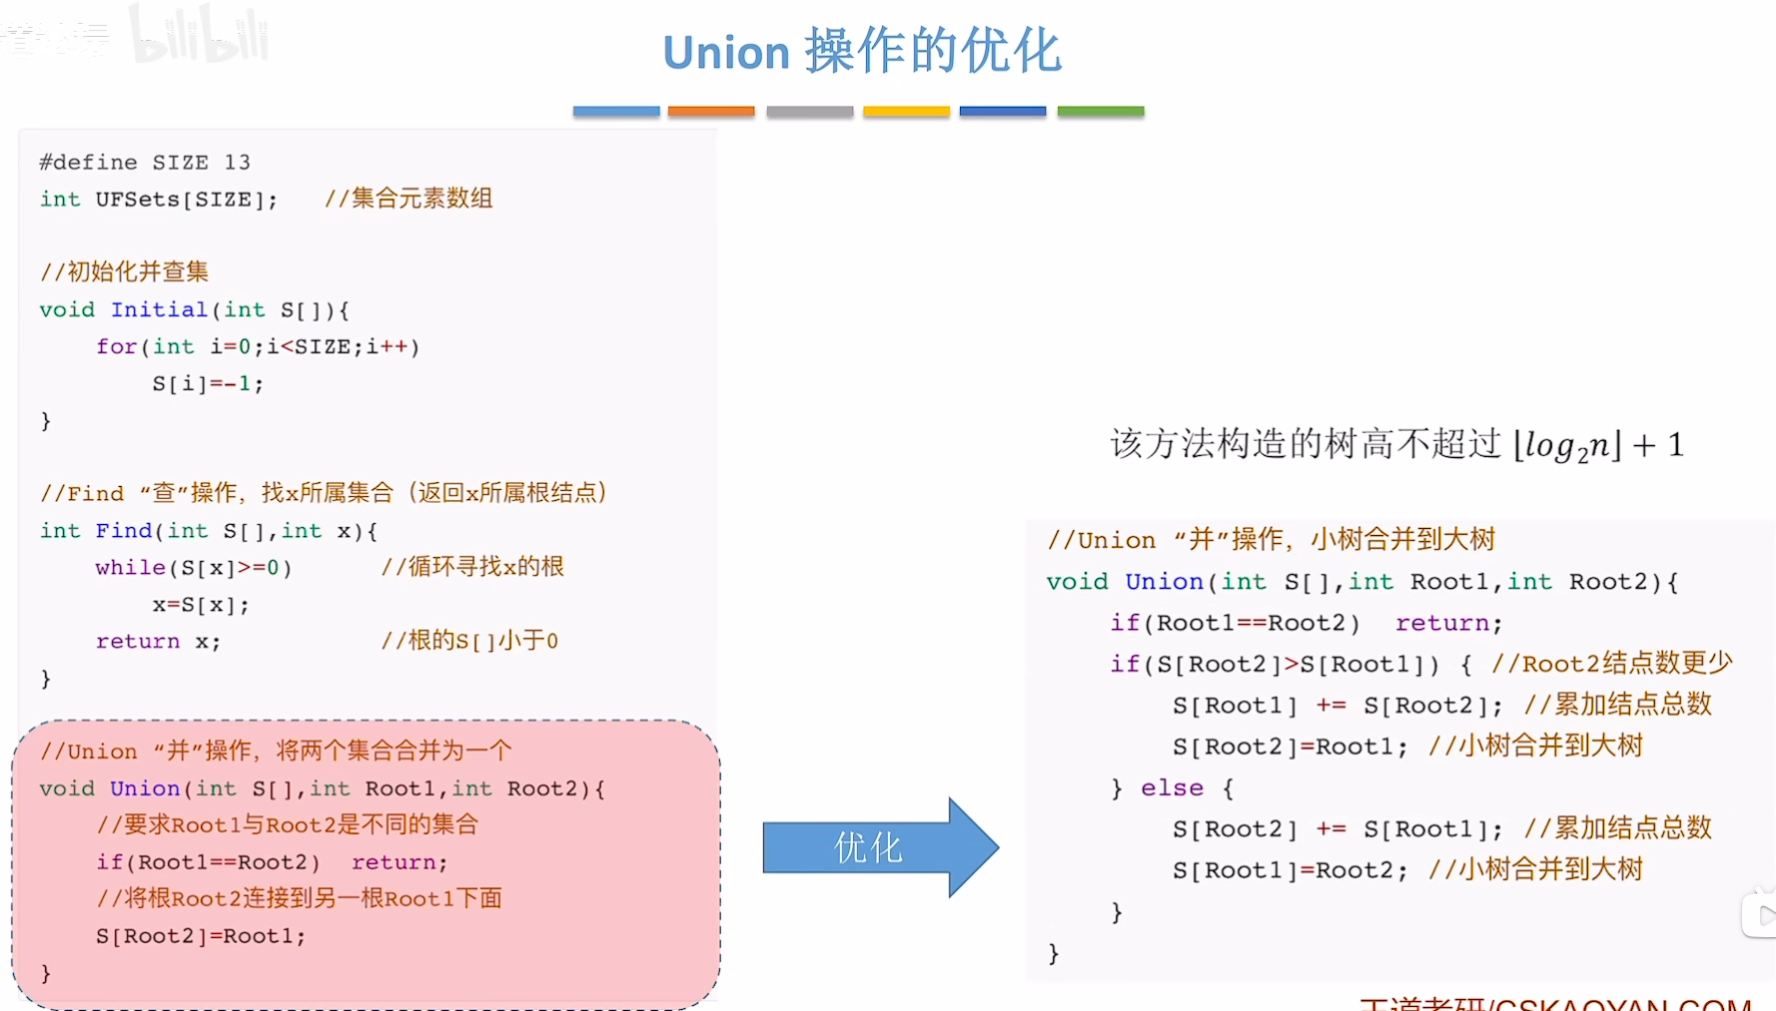 bilibili
Union 操作的优化
#define SIZE 13
int UFSets[SIZE];   //集合元素数组
//初始化并查集
void Initial(int S[]){
    for(int i=0;i<SIZE;i++)
        S[i]=-1;
}
//Find “查”操作，找x所属集合（返回x所属根结点）
int Find(int S[],int x){
    while(S[x]>=0)        //循环寻找x的根
        x=S[x];
    return x;             //根的S[]小于0
}
//Union “并”操作，将两个集合合并为一个
void Union(int S[],int Root1,int Root2){
    //要求Root1与Root2是不同的集合
    if(Root1==Root2)  return;
    //将根Root2连接到另一根Root1下面
    S[Root2]=Root1;
}
优化
该方法构造的树高不超过 ⌊log₂n⌋ + 1
//Union “并”操作，小树合并到大树
void Union(int S[],int Root1,int Root2){
    if(Root1==Root2)  return;
    if(S[Root2]>S[Root1]) { //Root2结点数更少
        S[Root1] += S[Root2]; //累加结点总数
        S[Root2]=Root1; //小树合并到大树
    } else {
        S[Root2] += S[Root1]; //累加结点总数
        S[Root1]=Root2; //小树合并到大树
    }
}
王道考研/CSKAOYAN.COM